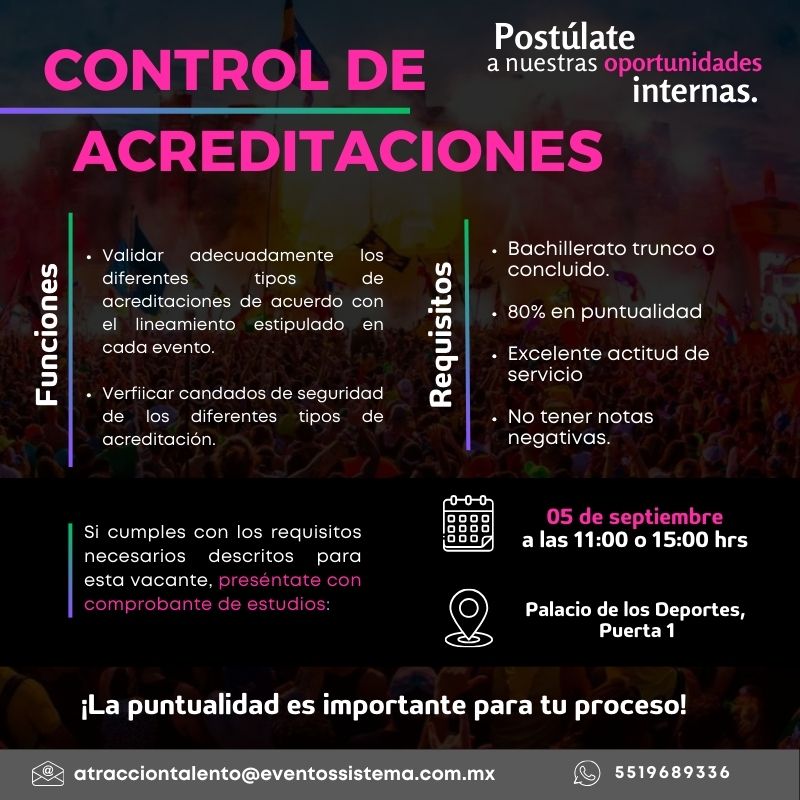 CONTROL DE
ACREDITACIONES
Postúlate
a nuestras oportunidades
internas.
Funciones
• Validar adecuadamente los
diferentes tipos de
acreditaciones de acuerdo con
el lineamiento estipulado en
cada evento.
• Verfiicar candados de seguridad
de los diferentes tipos de
acreditación.
Requisitos
• Bachillerato trunco o
concluido.
• 80% en puntualidad
• Excelente actitud de
servicio
• No tener notas
negativas.
Si cumples con los requisitos
necesarios descritos para
esta vacante, preséntate con
comprobante de estudios:
05 de septiembre
a las 11:00 o 15:00 hrs
Palacio de los Deportes,
Puerta 1
¡La puntualidad es importante para tu proceso!
atracciontalento@eventossistema.com.mx
5519689336